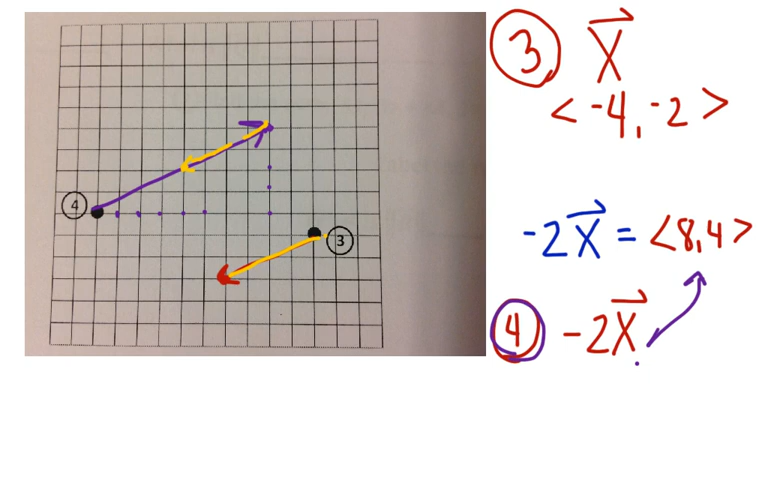 ③ X⃗
< -4, -2 >
④
③
-2X⃗ = <8,4>
④ -2X⃗